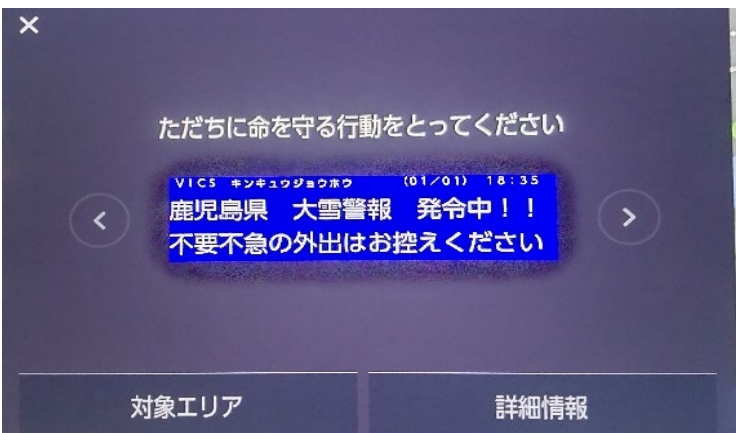 ×
ただちに命を守る行動をとってください
VICS キンキュウジョウホウ (01/01) 18:35
鹿児島県 大雪警報 発令中!!
不要不急の外出はお控えください
< >
対象エリア 詳細情報